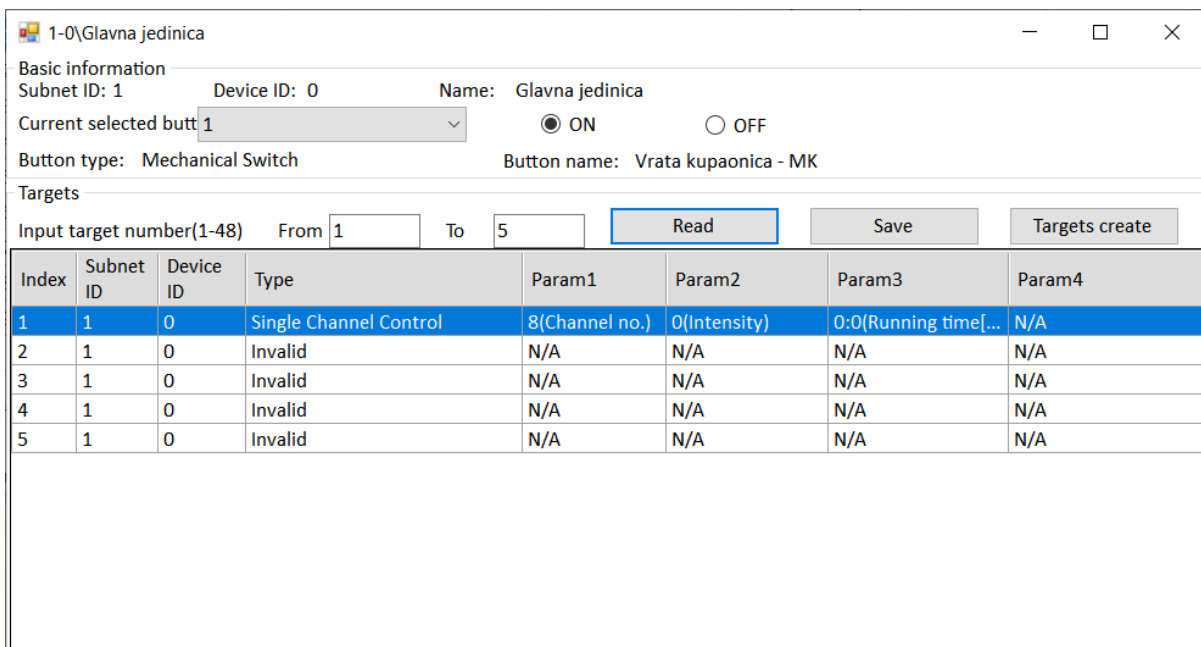 1-0\Glavna jedinica
Basic information
Subnet ID: 1 Device ID: 0 Name: Glavna jedinica
Current selected butt 1 ON OFF
Button type: Mechanical Switch Button name: Vrata kupaonica - MK
Targets
Input target number(1-48) From 1 To 5 Read Save Targets create
Index Subnet ID Device ID Type Param1 Param2 Param3 Param4
1 1 0 Single Channel Control 8(Channel no.) 0(Intensity) 0:0(Running time[... N/A
2 1 0 Invalid N/A N/A N/A N/A
3 1 0 Invalid N/A N/A N/A N/A
4 1 0 Invalid N/A N/A N/A N/A
5 1 0 Invalid N/A N/A N/A N/A